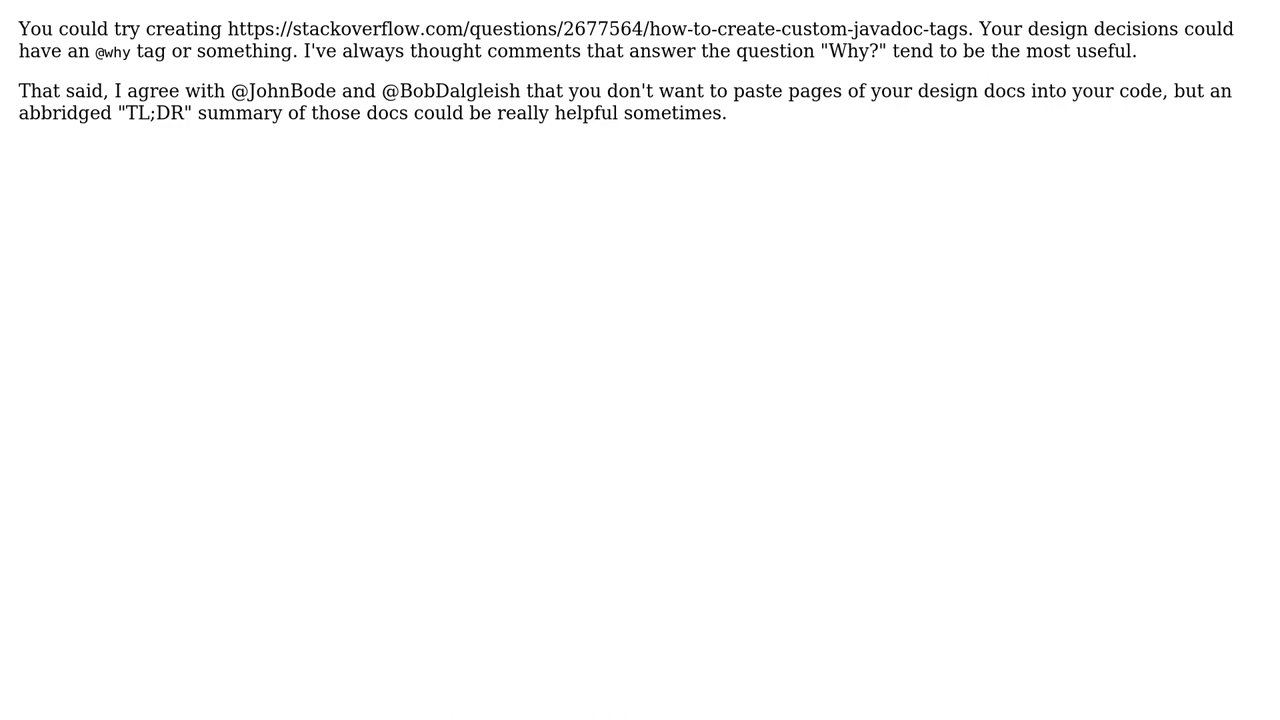 You could try creating https://stackoverflow.com/questions/2677564/how-to-create-custom-javadoc-tags. Your design decisions could
have an @why tag or something. I've always thought comments that answer the question "Why?" tend to be the most useful.
That said, I agree with @JohnBode and @BobDalgleish that you don't want to paste pages of your design docs into your code, but an
abbridged "TL;DR" summary of those docs could be really helpful sometimes.